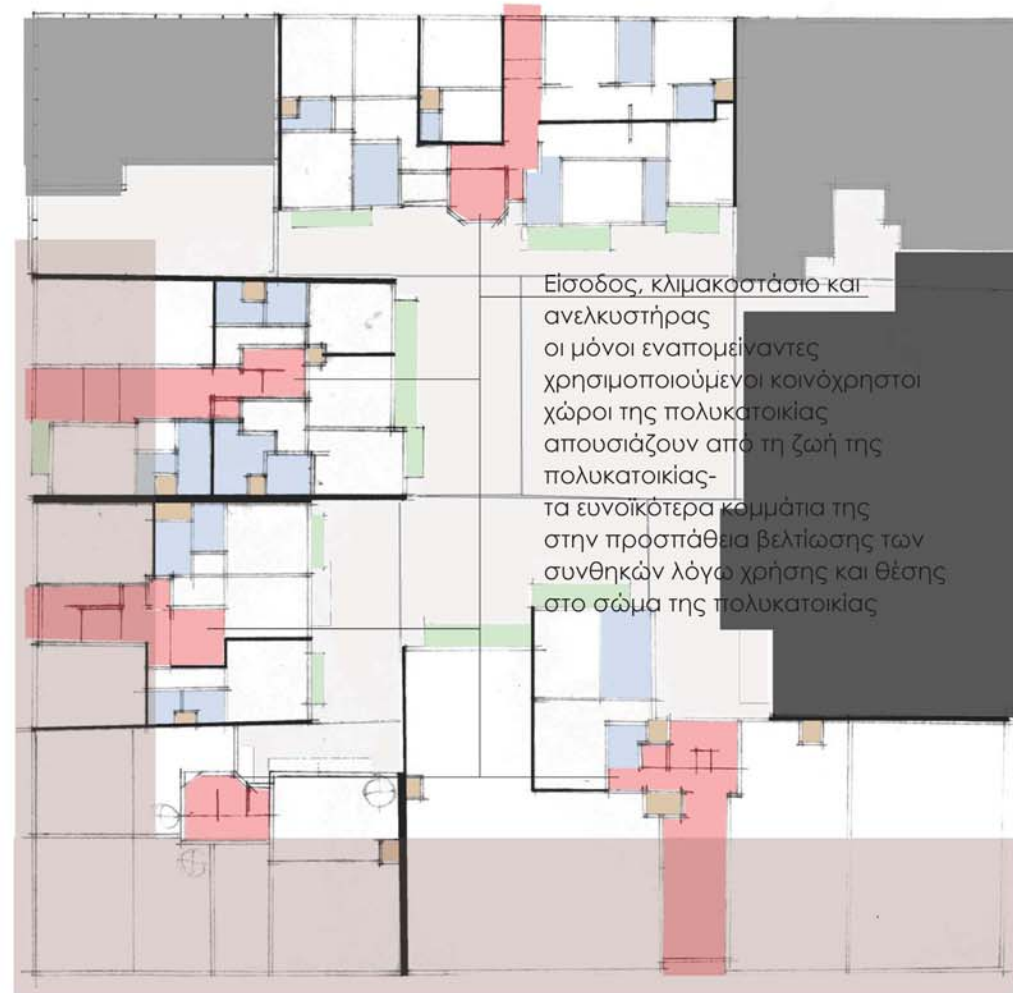 Είσοδος, κλιμακοστάσιο και
ανελκυστήρας
οι μόνοι εναπομείναντες
χρησιμοποιούμενοι κοινόχρηστοι
χώροι της πολυκατοικίας
απουσιάζουν από τη ζωή της
πολυκατοικίας-
τα ευνοϊκότερα κομμάτια της
στην προσπάθεια βελτίωσης των
συνθηκών λόγω χρήσης και θέσης
στο σώμα της πολυκατοικίας